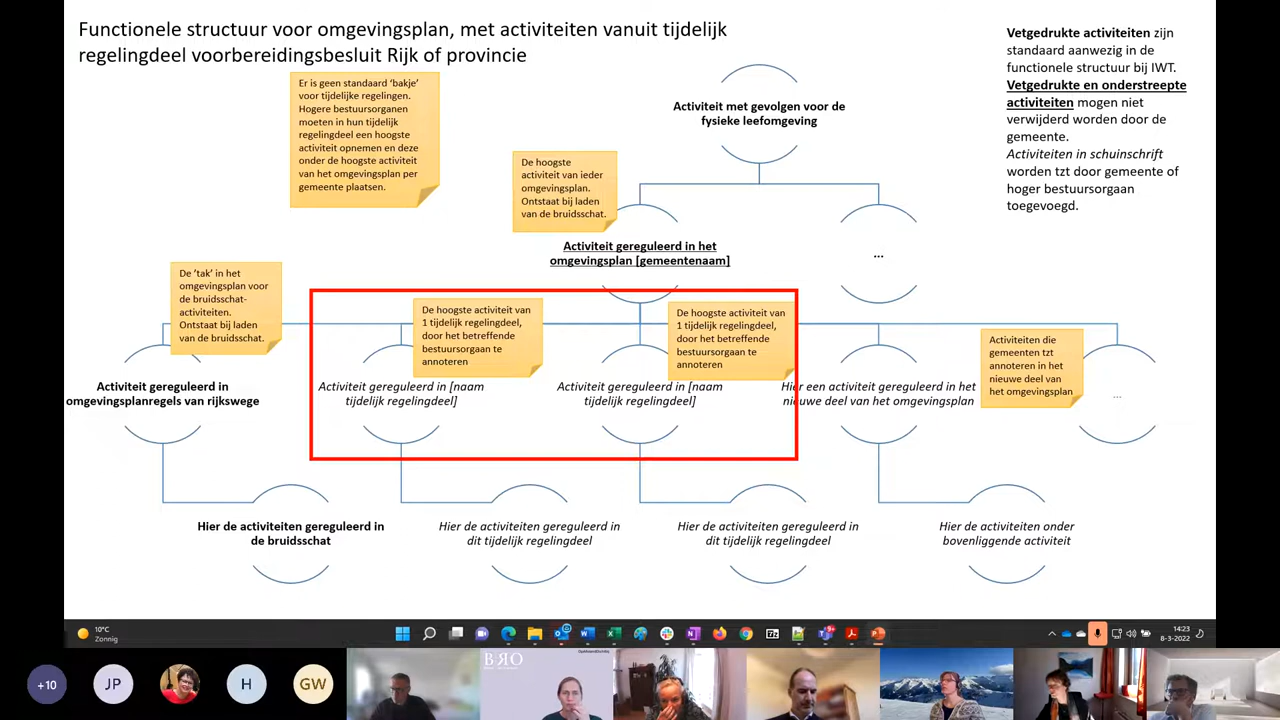 Functionele structuur voor omgevingsplan, met activiteiten vanuit tijdelijk
regelingdeel voorbereidingsbesluit Rijk of provincie
Vetgedrukte activiteiten zijn
standaard aanwezig in de
functionele structuur bij IWT.
Vetgedrukte en onderstreepte
activiteiten mogen niet
verwijderd worden door de
gemeente.
Activiteiten in schuinschrift
worden tzt door gemeente of
hoger bestuursorgaan
toegevoegd.
Er is geen standaard ‘bakje’
voor tijdelijke regelingen.
Hogere bestuursorganen
moeten in hun tijdelijk
regelingdeel een hoogste
activiteit opnemen en deze
onder de hoogste activiteit
van het omgevingsplan per
gemeente plaatsen.
Activiteit met gevolgen voor de
fysieke leefomgeving
De hoogste
activiteit van ieder
omgevingsplan.
Ontstaat bij laden
van de bruidsschat.
Activiteit gereguleerd in het
omgevingsplan [gemeentenaam]
...
De ‘tak’ in het
omgevingsplan voor
de bruidsschat-
activiteiten.
Ontstaat bij laden
van de bruidsschat.
De hoogste activiteit van
1 tijdelijk regelingdeel,
door het betreffende
bestuursorgaan te
annoteren
De hoogste activiteit van
1 tijdelijk regelingdeel,
door het betreffende
bestuursorgaan te
annoteren
Activiteiten die
gemeenten tzt
annoteren in het
nieuwe deel van
het omgevingsplan
Activiteit gereguleerd in
omgevingsplanregels van rijkswege
Activiteit gereguleerd in [naam
tijdelijk regelingdeel]
Activiteit gereguleerd in [naam
tijdelijk regelingdeel]
Hier een activiteit gereguleerd in het
nieuwe deel van het omgevingsplan
...
Hier de activiteiten gereguleerd in
de bruidsschat
Hier de activiteiten gereguleerd in
dit tijdelijk regelingdeel
Hier de activiteiten gereguleerd in
dit tijdelijk regelingdeel
Hier de activiteiten onder
bovenliggende activiteit
10°C
Zonnig
14:23
8-3-2022
+10
JP
H
GW